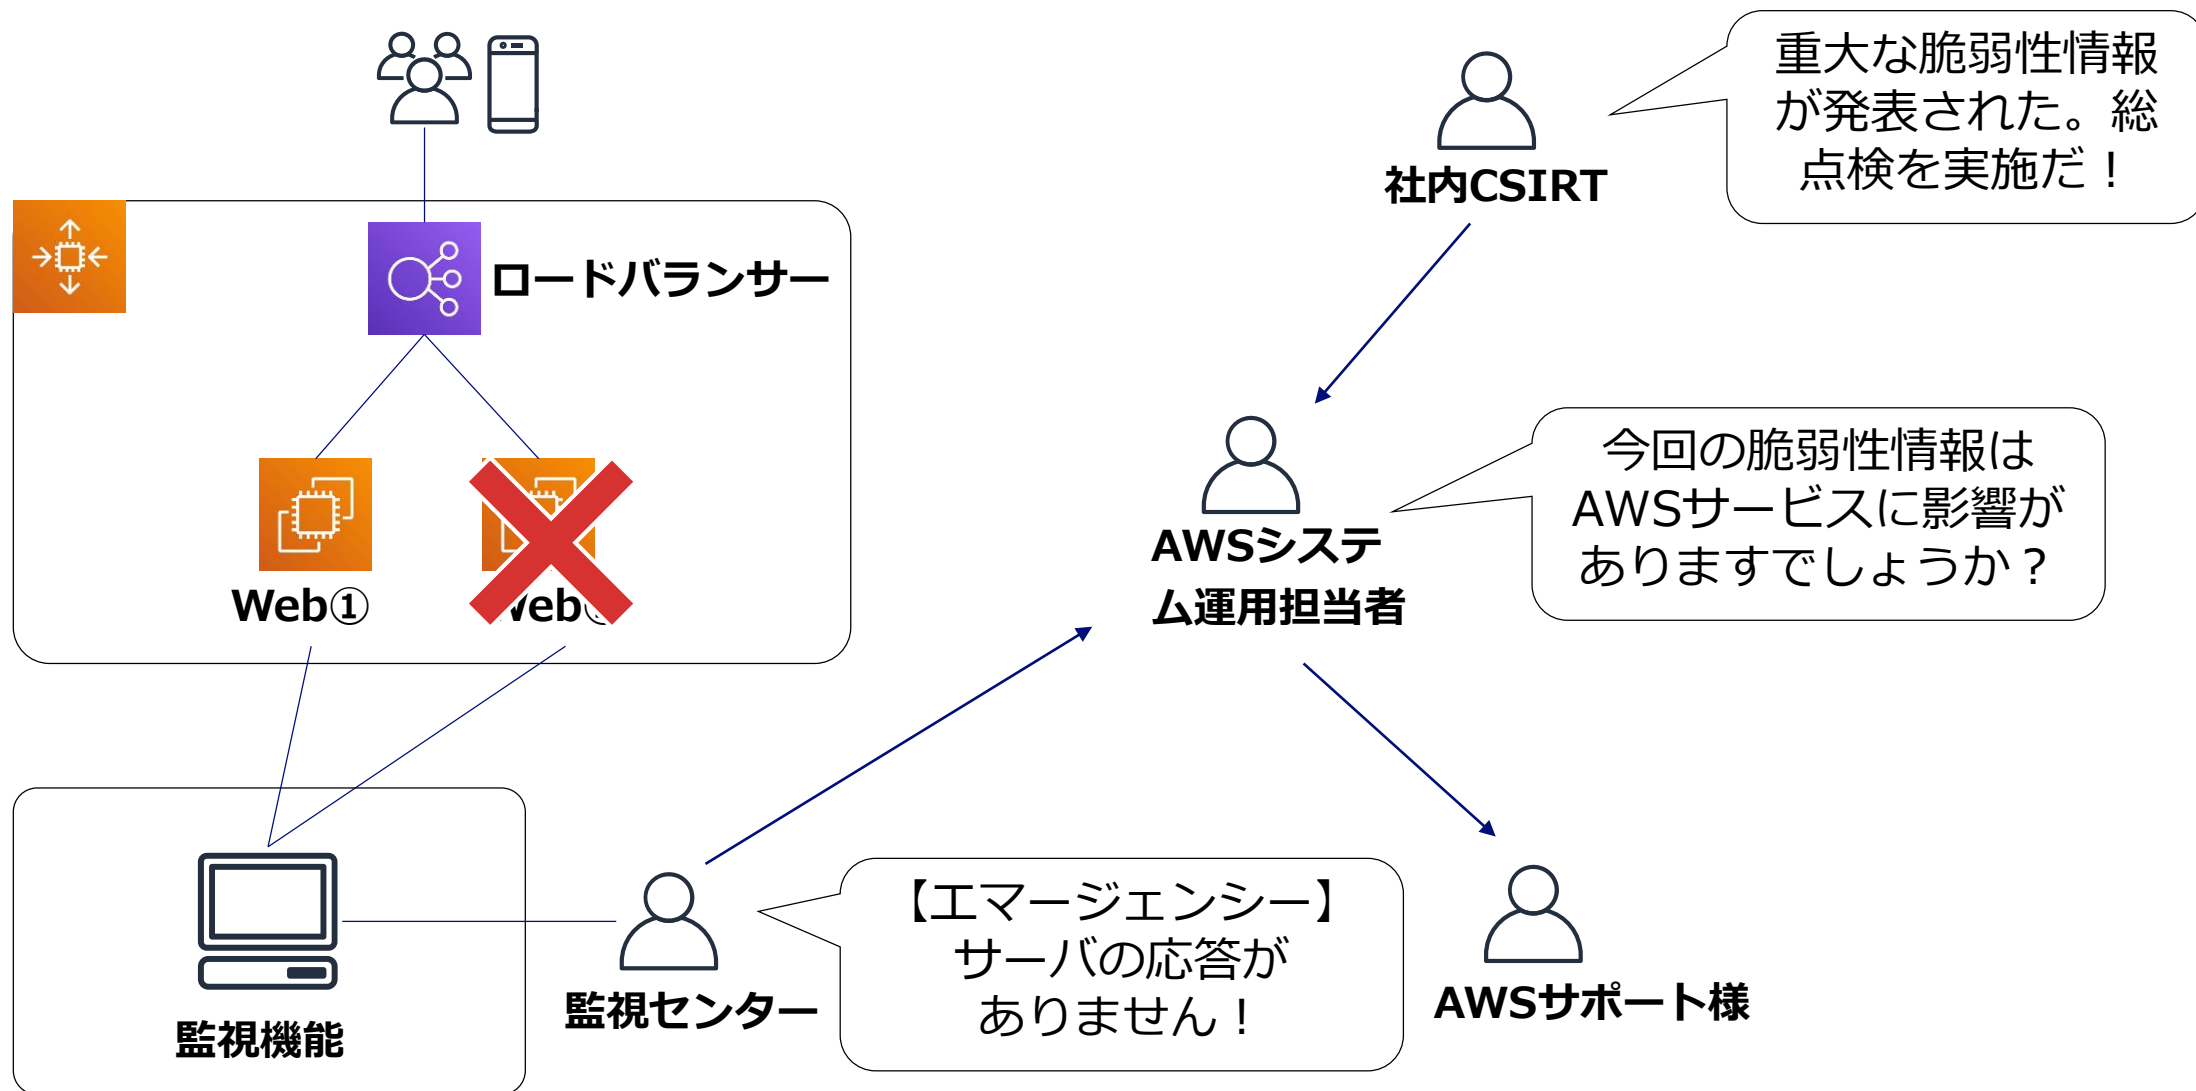 重大な脆弱性情報
が発表された。総
点検を実施だ！
社内CSIRT
ロードバランサー
今回の脆弱性情報は
AWSサービスに影響が
ありますでしょうか？
AWSシステ
ム運用担当者
Web①
【エマージェンシー】
サーバの応答が
ありません！
監視センター
AWSサポート様
監視機能